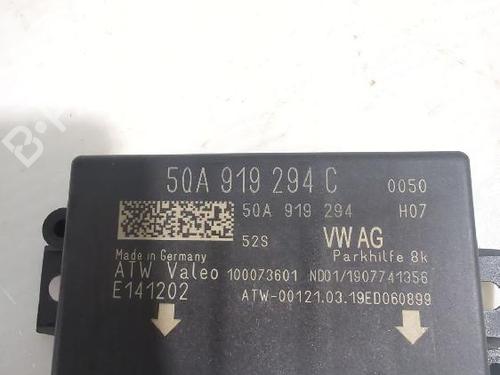 5QA 919 294 C 0050
5QA 919 294 H07
52S VW AG
Made in Germany Parkhilfe 8k
ATW Valeo 100073601 ND01/1907741356
E141202 ATW-00121.03.19ED060899
B-P